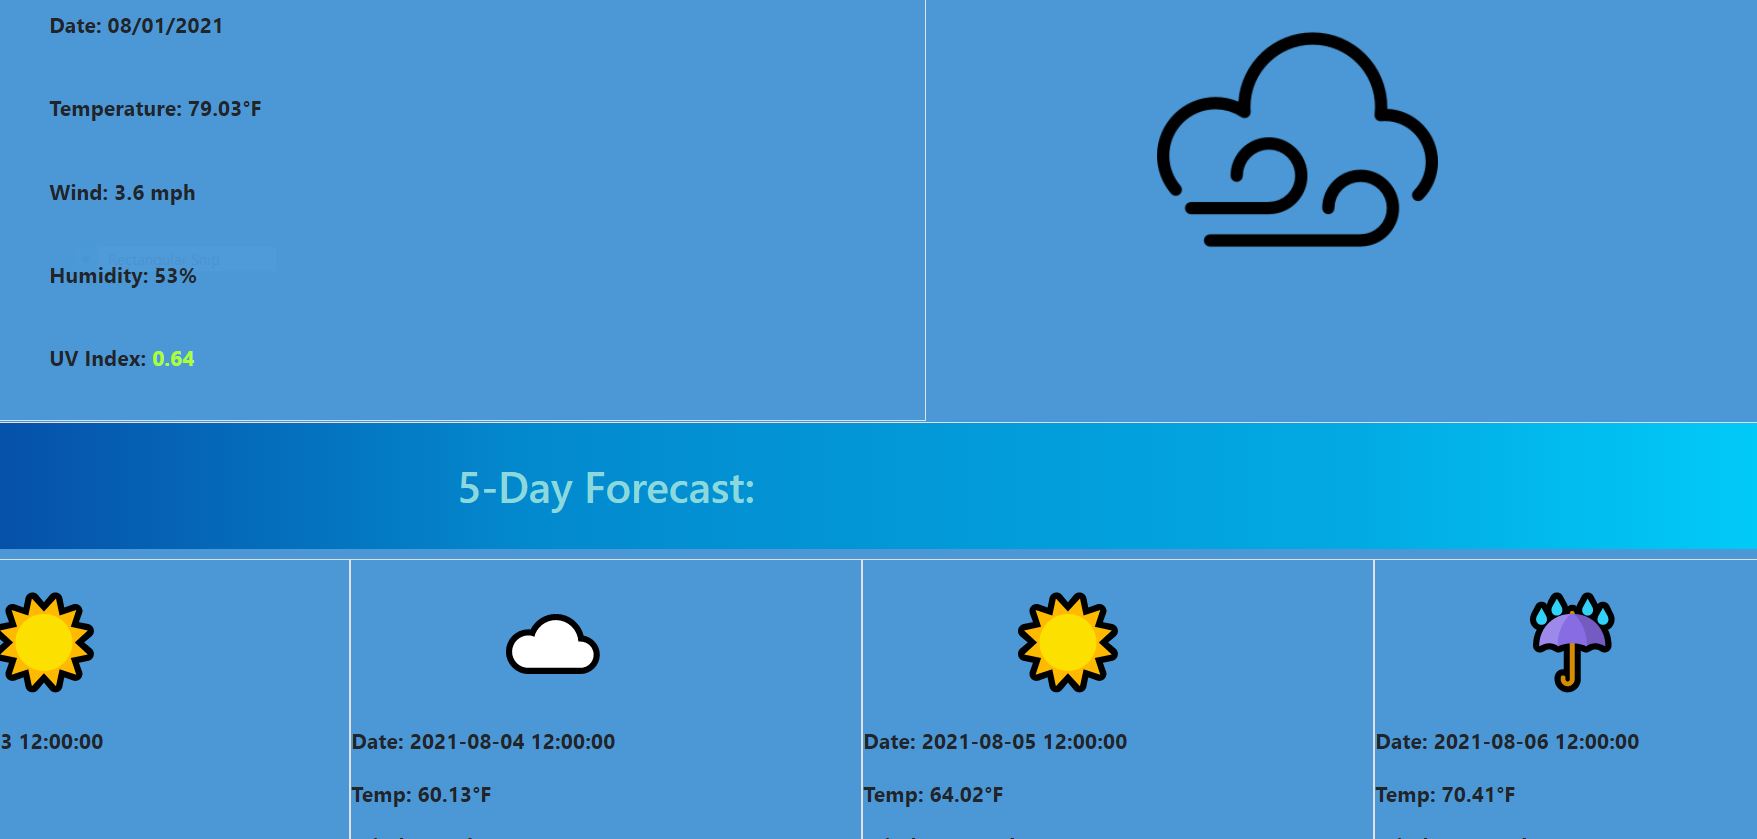 Date: 08/01/2021
Temperature: 79.03°F
Wind: 3.6 mph
Rectangular Snip
Humidity: 53%
UV Index: 0.64
5-Day Forecast:
3 12:00:00
Date: 2021-08-04 12:00:00
Date: 2021-08-05 12:00:00
Date: 2021-08-06 12:00:00
Temp: 60.13°F
Temp: 64.02°F
Temp: 70.41°F